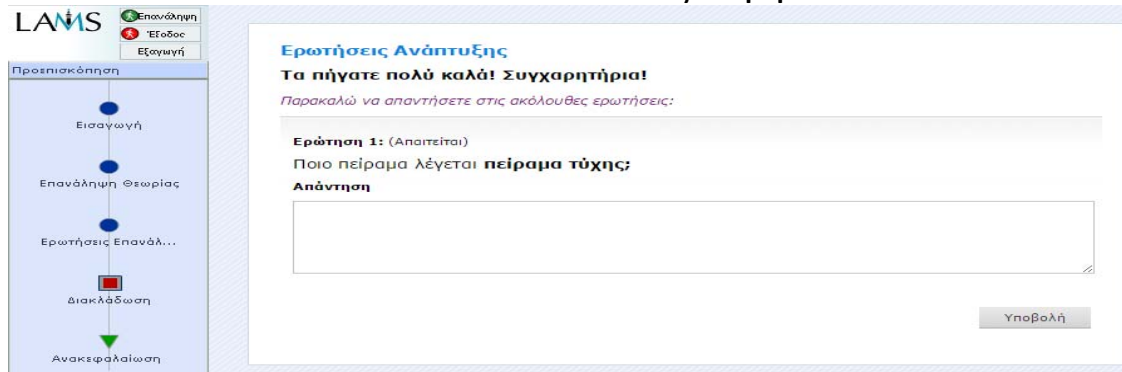 LAMS
Επανάληψη
Έξοδος
Εξαγωγή
Προεπισκόπηση
Εισαγωγή
Επανάληψη Θεωρίας
Ερωτήσεις Επανάλ...
Διακλάδωση
Ανακεφαλαίωση
Ερωτήσεις Ανάπτυξης
Τα πήγατε πολύ καλά! Συγχαρητήρια!
Παρακαλώ να απαντήσετε στις ακόλουθες ερωτήσεις:
Ερώτηση 1: (Απαιτείται)
Ποιο πείραμα λέγεται πείραμα τύχης;
Απάντηση
Υποβολή